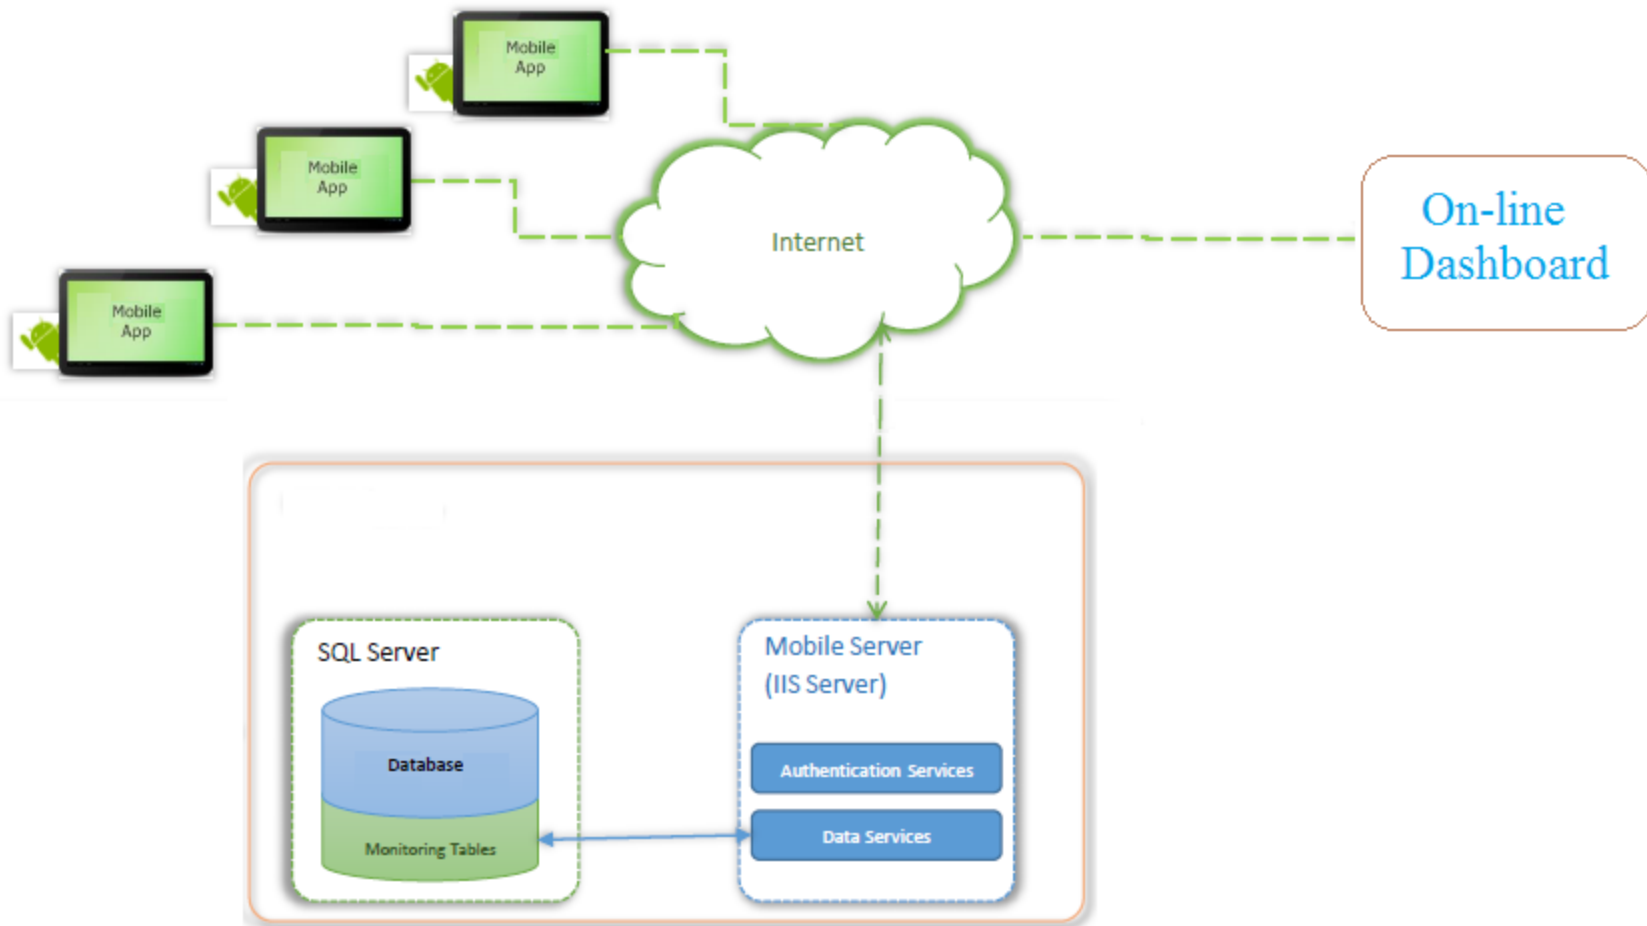 Mobile
App
Mobile
App
Mobile
App
Internet
On-line
Dashboard
SQL Server
Database
Monitoring Tables
Mobile Server
(IIS Server)
Authentication Services
Data Services